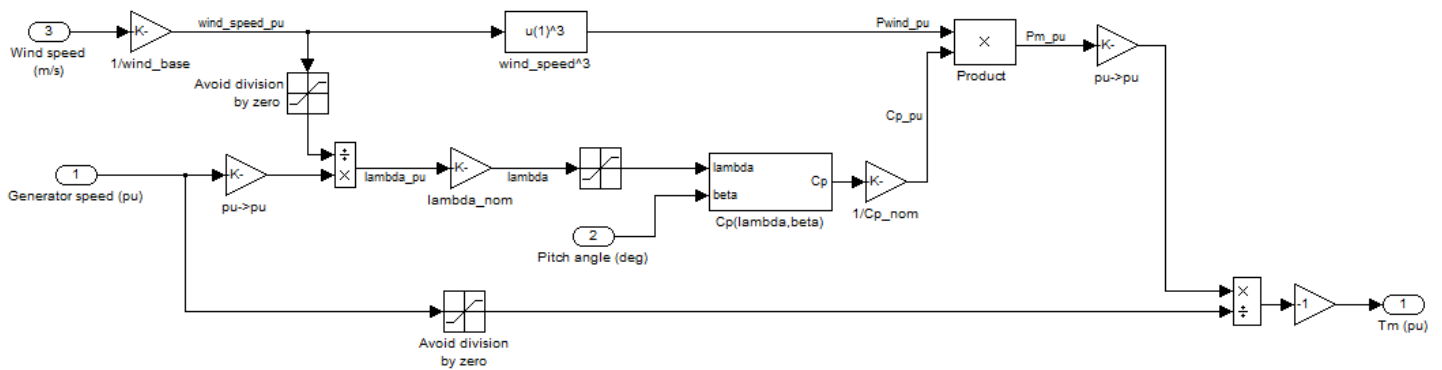 3
Wind speed
(m/s)
K-
1/wind_base
wind_speed_pu
Avoid division
by zero
u(1)^3
wind_speed^3
Pwind_pu
×
Product
Pm_pu
K-
pu->pu
Cp_pu
1
Generator speed (pu)
K-
pu->pu
÷
×
lambda_pu
K-
lambda_nom
lambda
lambda
beta
Cp
Cp(lambda,beta)
K-
1/Cp_nom
2
Pitch angle (deg)
Avoid division
by zero
×
÷
-1
1
Tm (pu)